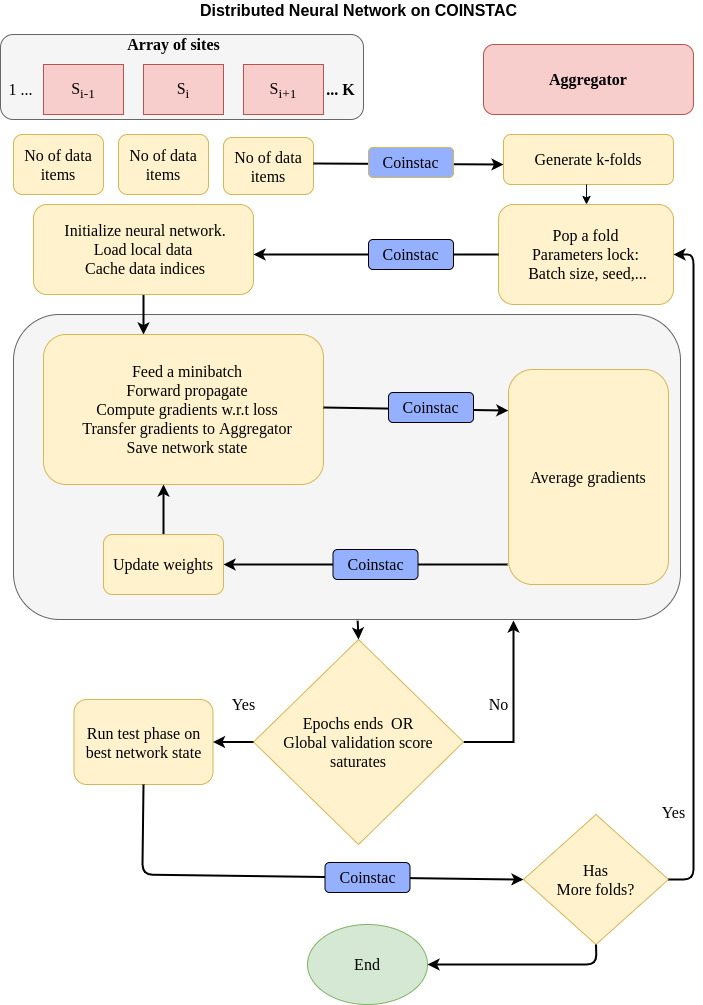 Distributed Neural Network on COINSTAC
Array of sites
1 ...
S_{i-1}
S_i
S_{i+1}
... K
Aggregator
No of data
items
No of data
items
No of data
items
Coinstac
Generate k-folds
Initialize neural network.
Load local data
Cache data indices
Coinstac
Pop a fold
Parameters lock:
Batch size, seed,...
Feed a minibatch
Forward propagate
Compute gradients w.r.t loss
Transfer gradients to Aggregator
Save network state
Coinstac
Average gradients
Update weights
Coinstac
Yes
Epochs ends OR
Global validation score
saturates
No
Run test phase on
best network state
Yes
Coinstac
Has
More folds?
End